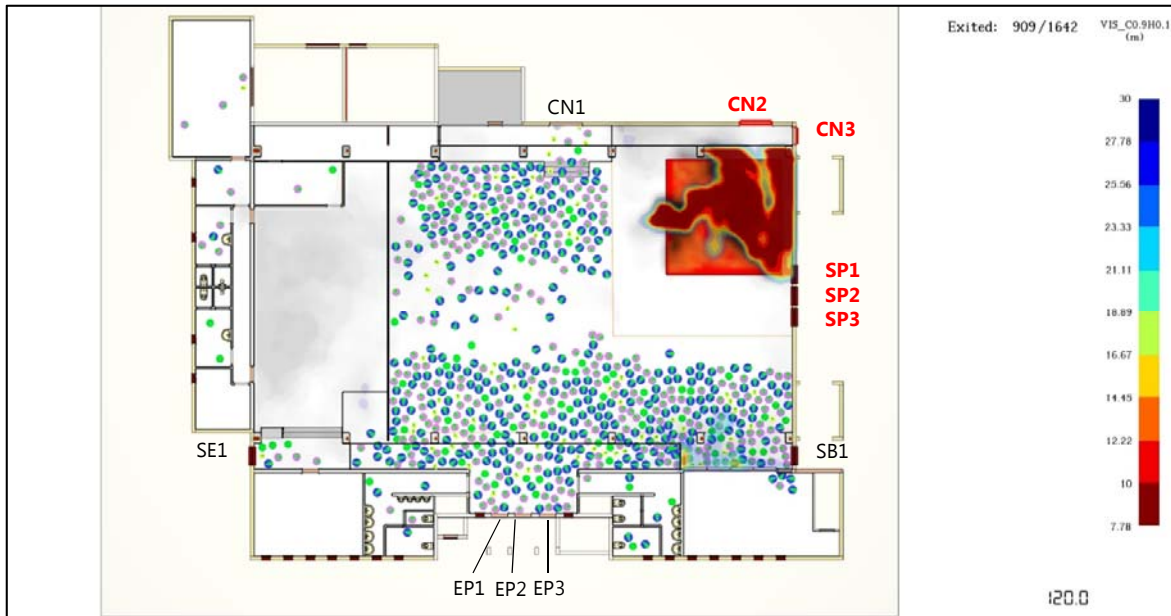 Exited: 909/1642
VIS_C0.9H0.1
(m)
CN1
CN2
CN3
30
27.78
25.56
23.33
21.11
18.89
16.67
14.45
12.22
10
7.78
SP1
SP2
SP3
SE1
SB1
EP1 EP2 EP3
120.0